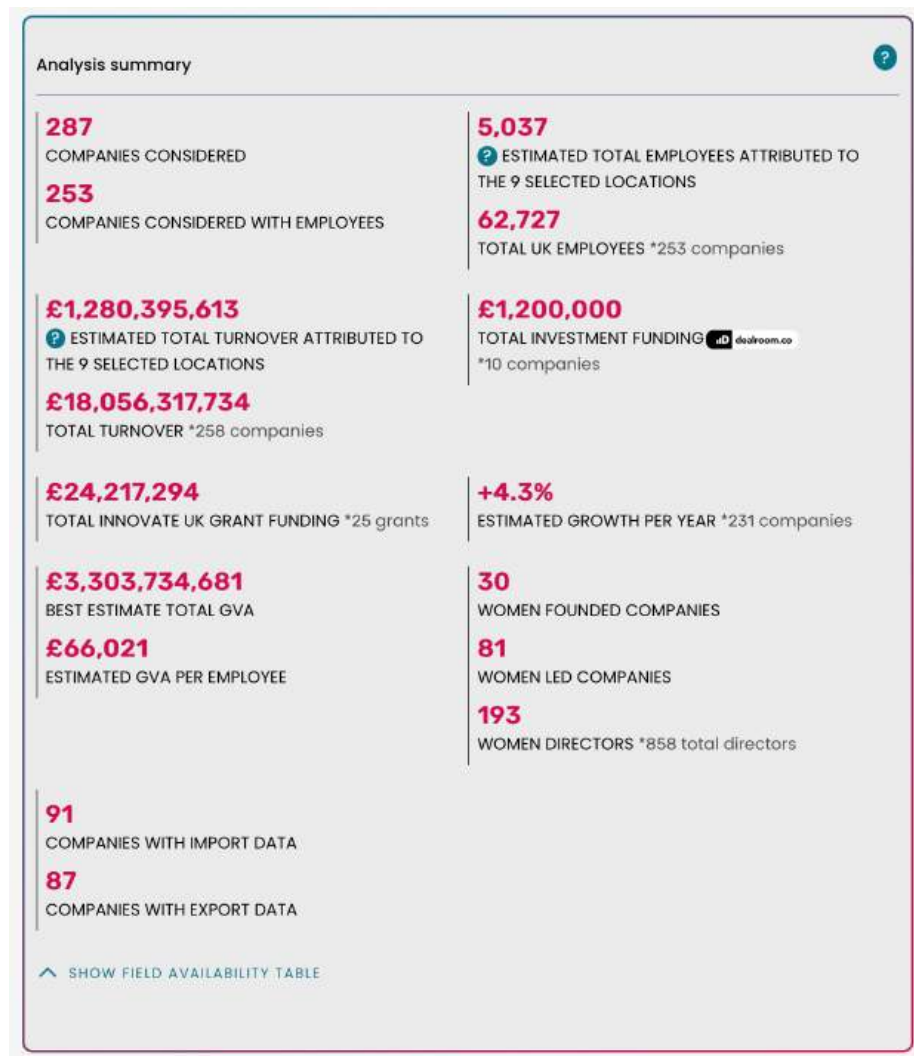 Analysis summary
?
287
COMPANIES CONSIDERED
253
COMPANIES CONSIDERED WITH EMPLOYEES
5,037
? ESTIMATED TOTAL EMPLOYEES ATTRIBUTED TO
THE 9 SELECTED LOCATIONS
62,727
TOTAL UK EMPLOYEES *253 companies
£1,280,395,613
? ESTIMATED TOTAL TURNOVER ATTRIBUTED TO
THE 9 SELECTED LOCATIONS
£18,056,317,734
TOTAL TURNOVER *258 companies
£1,200,000
TOTAL INVESTMENT FUNDING dealroom.co
*10 companies
£24,217,294
TOTAL INNOVATE UK GRANT FUNDING *25 grants
+4.3%
ESTIMATED GROWTH PER YEAR *231 companies
£3,303,734,681
BEST ESTIMATE TOTAL GVA
£66,021
ESTIMATED GVA PER EMPLOYEE
30
WOMEN FOUNDED COMPANIES
81
WOMEN LED COMPANIES
193
WOMEN DIRECTORS *858 total directors
91
COMPANIES WITH IMPORT DATA
87
COMPANIES WITH EXPORT DATA
SHOW FIELD AVAILABILITY TABLE